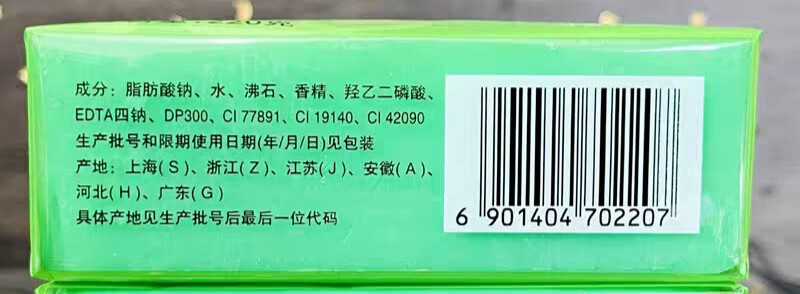 成分：脂肪酸钠、水、沸石、香精、羟乙二磷酸、
EDTA四钠、DP300、CI 77891、CI 19140、CI 42090
生产批号和限期使用日期(年/月/日)见包装
产地：上海(S)、浙江(Z)、江苏(J)、安徽(A)、
河北(H)、广东(G)
具体产地见生产批号后最后一位代码
6 901404 702207